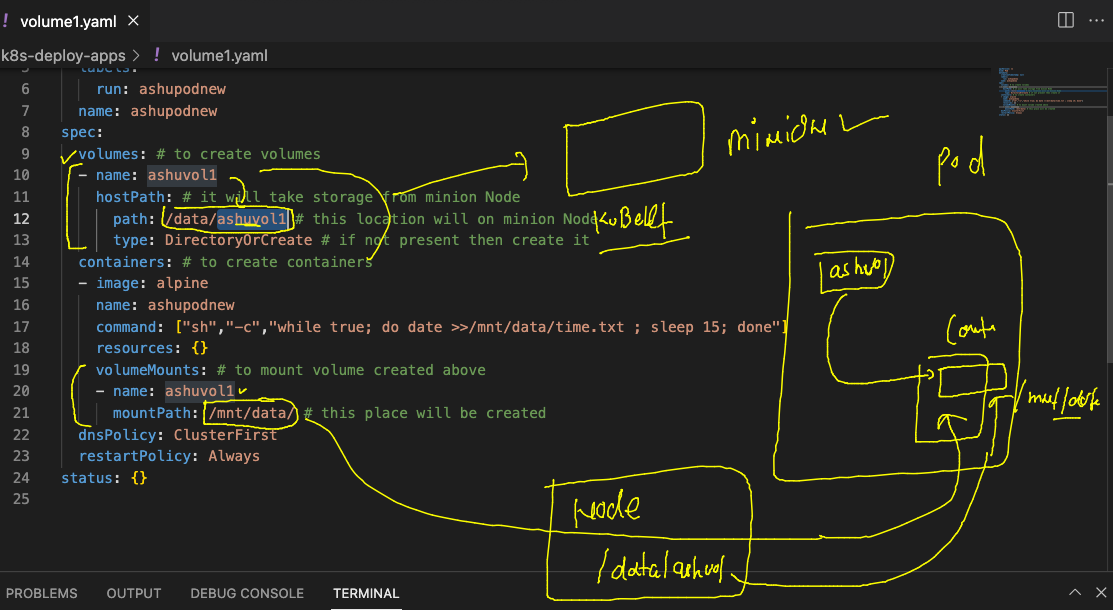 ! volume1.yaml ×
k8s-deploy-apps > ! volume1.yaml
5 labels:
6 run: ashupodnew
7 name: ashupodnew
8 spec:
9 volumes: # to create volumes
10 - name: ashuvol1
11 hostPath: # it will take storage from minion Node
12 path: /data/ashuvol1 # this location will on minion Node
13 type: DirectoryOrCreate # if not present then create it
14 containers: # to create containers
15 - image: alpine
16 name: ashupodnew
17 command: ["sh","-c","while true; do date >>/mnt/data/time.txt ; sleep 15; done"]
18 resources: {}
19 volumeMounts: # to mount volume created above
20 - name: ashuvol1
21 mountPath: /mnt/data/ # this place will be created
22 dnsPolicy: ClusterFirst
23 restartPolicy: Always
24 status: {}
25
minion
Kubelet
Pod
ashuvol
Node
/data/ashuvol
PROBLEMS OUTPUT DEBUG CONSOLE TERMINAL